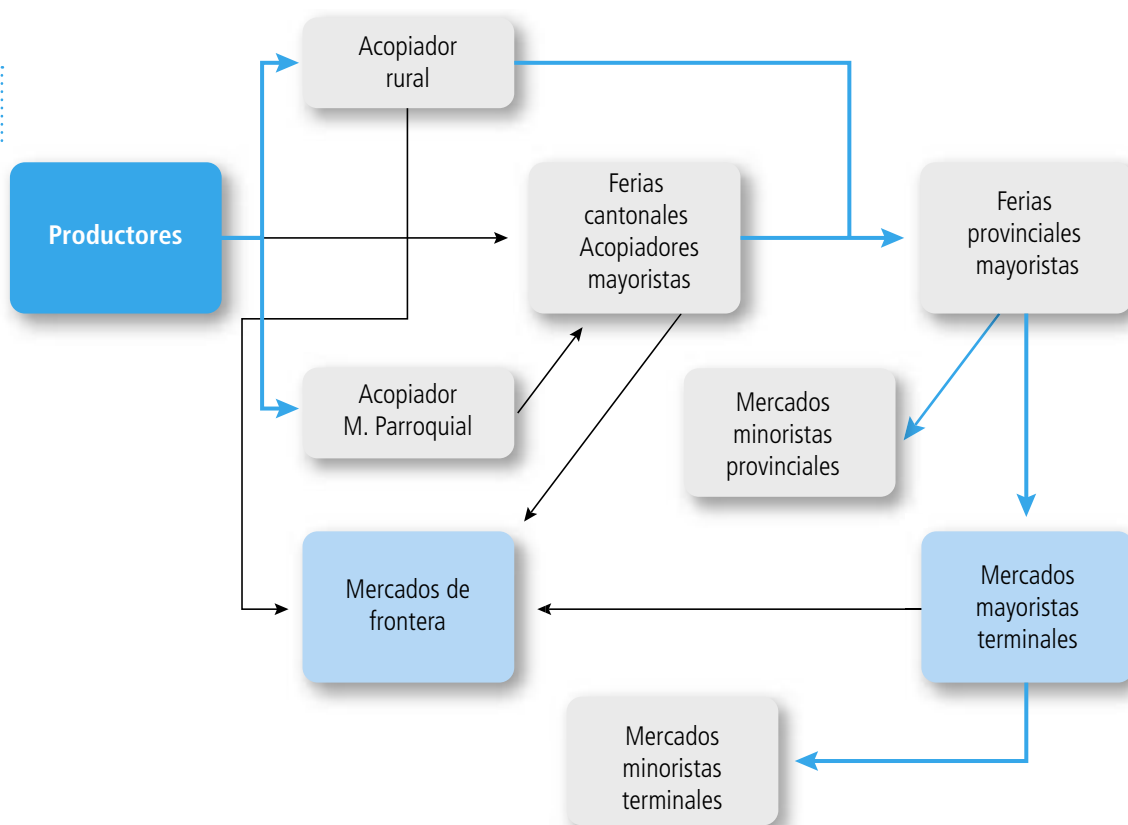 Acopiador
rural
Productores
Ferias
cantonales
Acopiadores
mayoristas
Ferias
provinciales
mayoristas
Acopiador
M. Parroquial
Mercados
minoristas
provinciales
Mercados de
frontera
Mercados
mayoristas
terminales
Mercados
minoristas
terminales